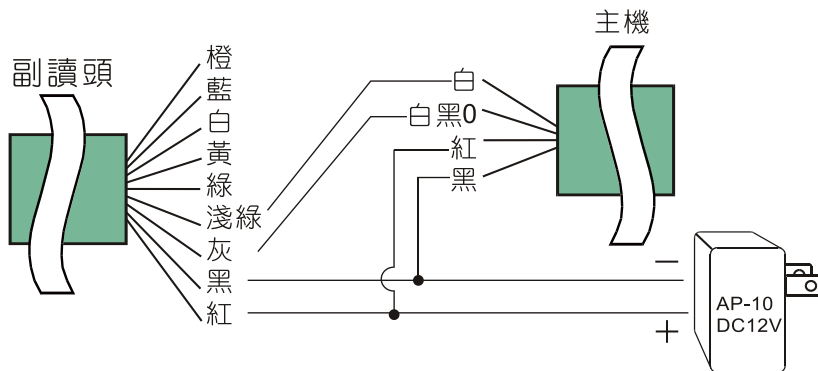 主機
副讀頭
橙
藍
白
黃
綠
淺綠
灰
黑
紅
白
白黑0
紅
黑
−
+
AP-10
DC12V